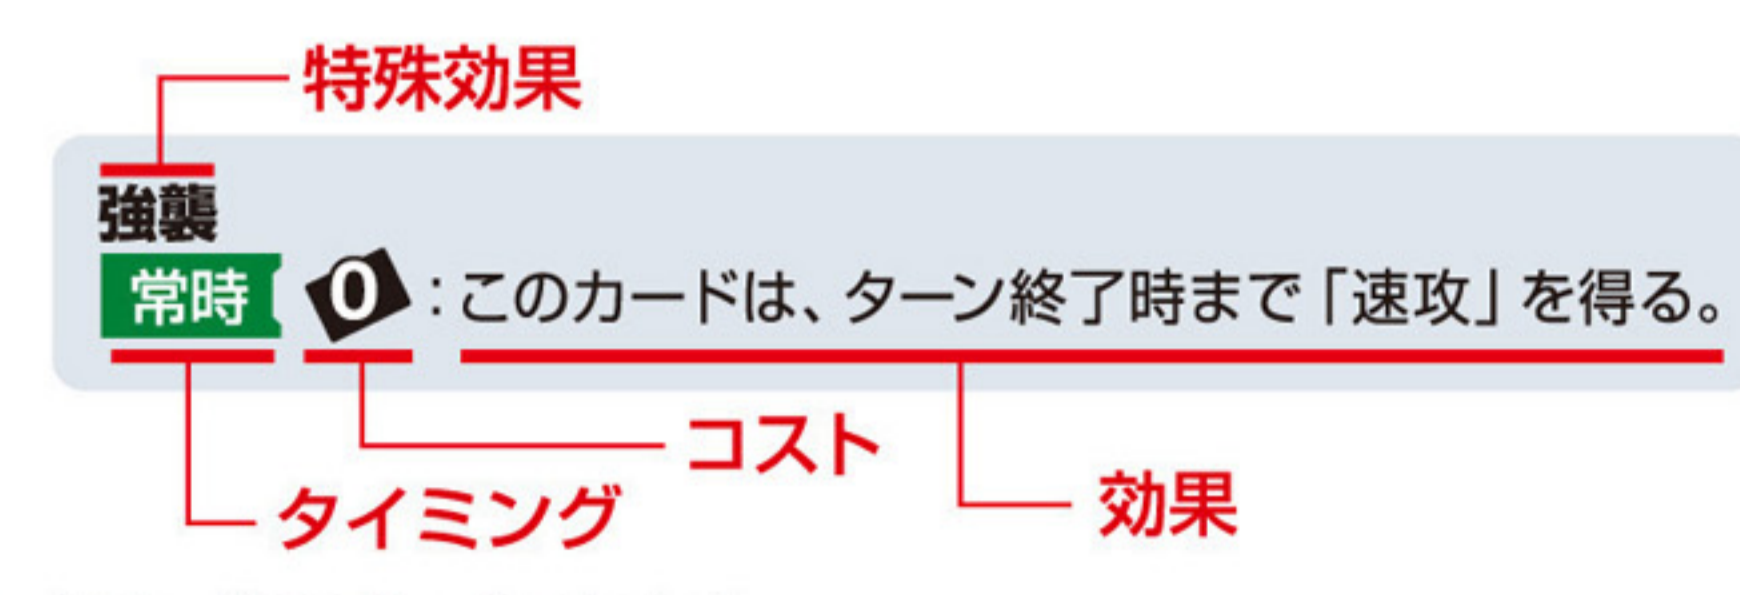 特殊効果
強襲
常時 0 : このカードは、ターン終了時まで「速攻」を得る。
コスト
タイミング
効果